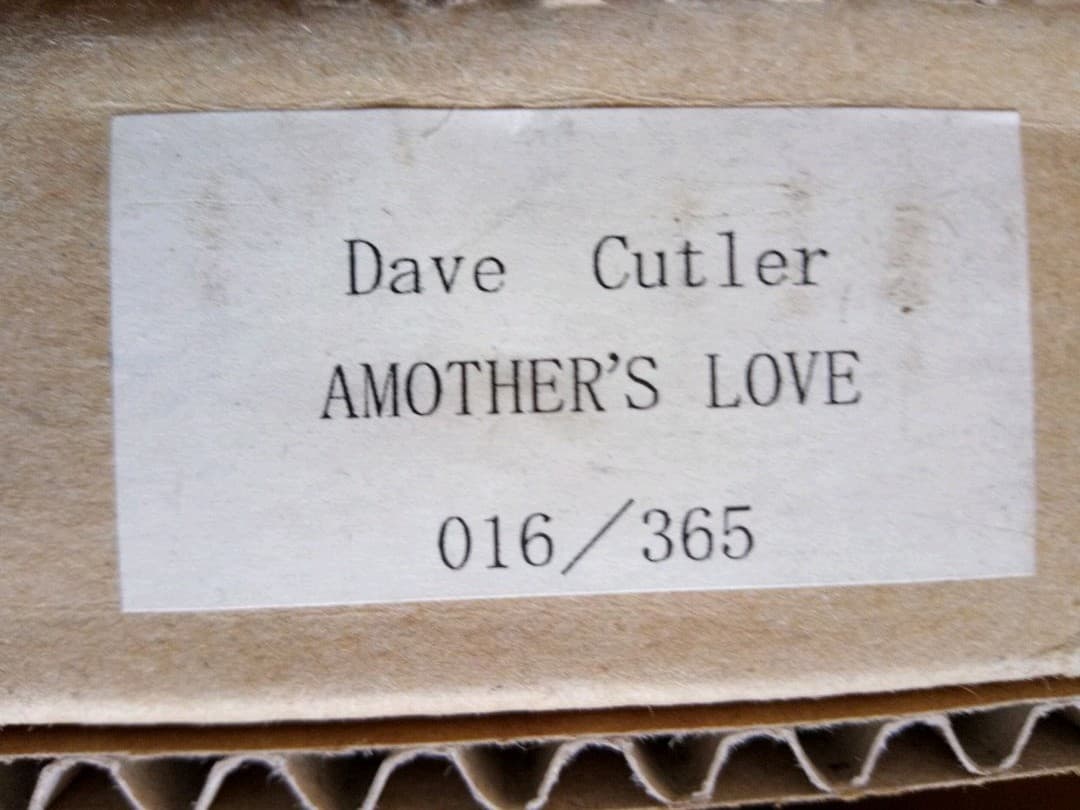 Dave Cutler
AMOTHER'S LOVE
016/365